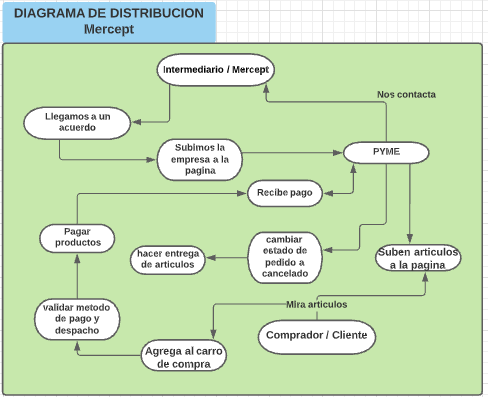 DIAGRAMA DE DISTRIBUCION
Mercept
Intermediario / Mercept
Nos contacta
Llegamos a un
acuerdo
Subimos la
empresa a la
pagina
PYME
Recibe pago
Pagar
productos
hacer entrega
de articulos
cambiar
estado de
pedido a
cancelado
Suben articulos
a la pagina
validar metodo
de pago y
despacho
Mira articulos
Comprador / Cliente
Agrega al carro
de compra